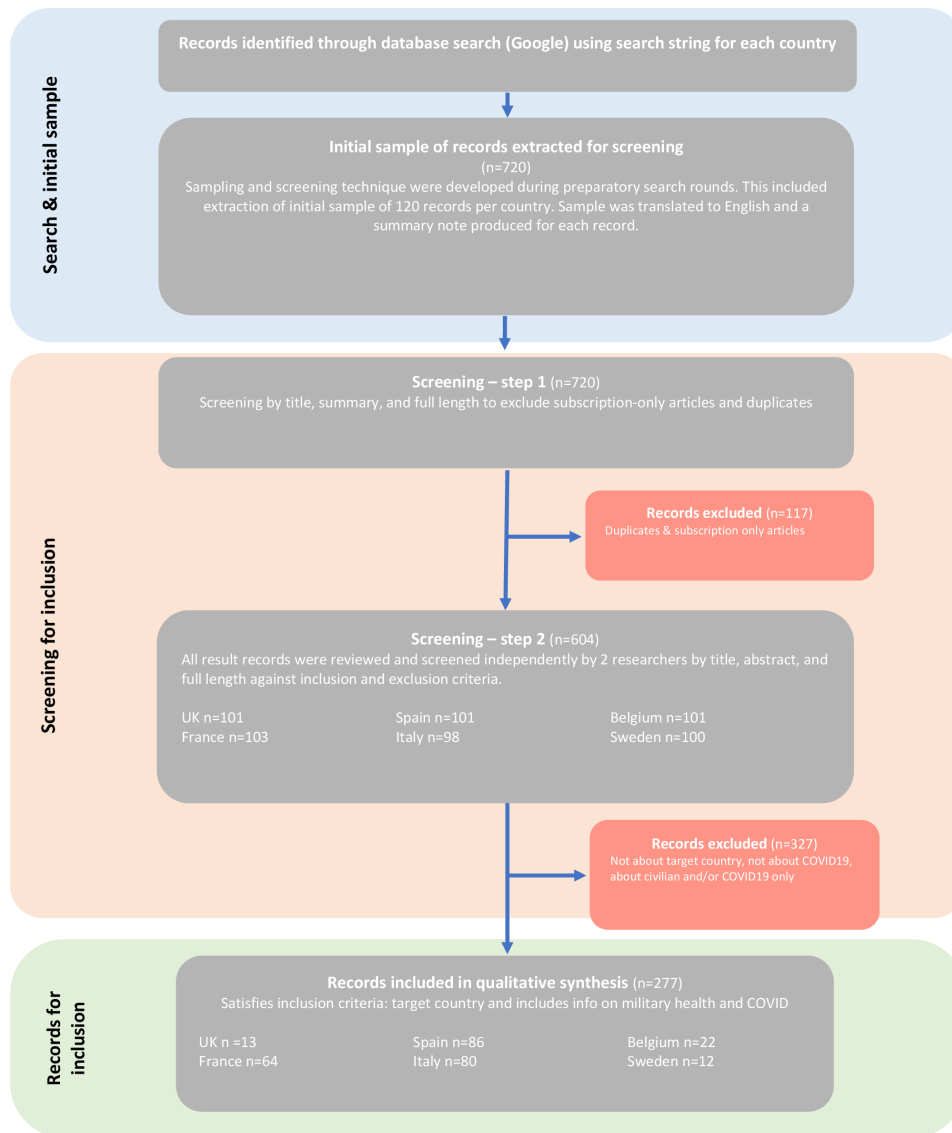 Search & initial sample
Records identified through database search (Google) using search string for each country
Initial sample of records extracted for screening
(n=720)
Sampling and screening technique were developed during preparatory search rounds. This included
extraction of initial sample of 120 records per country. Sample was translated to English and a
summary note produced for each record.
Screening for inclusion
Screening – step 1 (n=720)
Screening by title, summary, and full length to exclude subscription-only articles and duplicates
Records excluded (n=117)
Duplicates & subscription only articles
Screening – step 2 (n=604)
All result records were reviewed and screened independently by 2 researchers by title, abstract, and
full length against inclusion and exclusion criteria.
UK n=101 Spain n=101 Belgium n=101
France n=103 Italy n=98 Sweden n=100
Records excluded (n=327)
Not about target country, not about COVID19,
about civilian and/or COVID19 only
Records for
inclusion
Records included in qualitative synthesis (n=277)
Satisfies inclusion criteria: target country and includes info on military health and COVID
UK n =13 Spain n=86 Belgium n=22
France n=64 Italy n=80 Sweden n=12